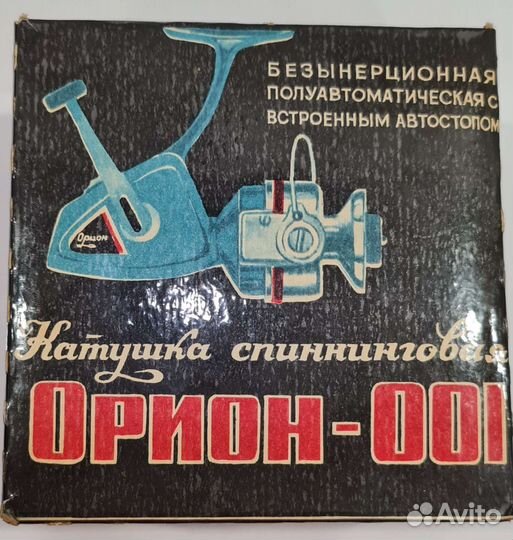 БЕЗЫНЕРЦИОННАЯ
ПОЛУАВТОМАТИЧЕСКАЯ С
ВСТРОЕННЫМ АВТОСТОПОМ
Орион
Катушка спиннинговая
ОРИОН-001
Avito